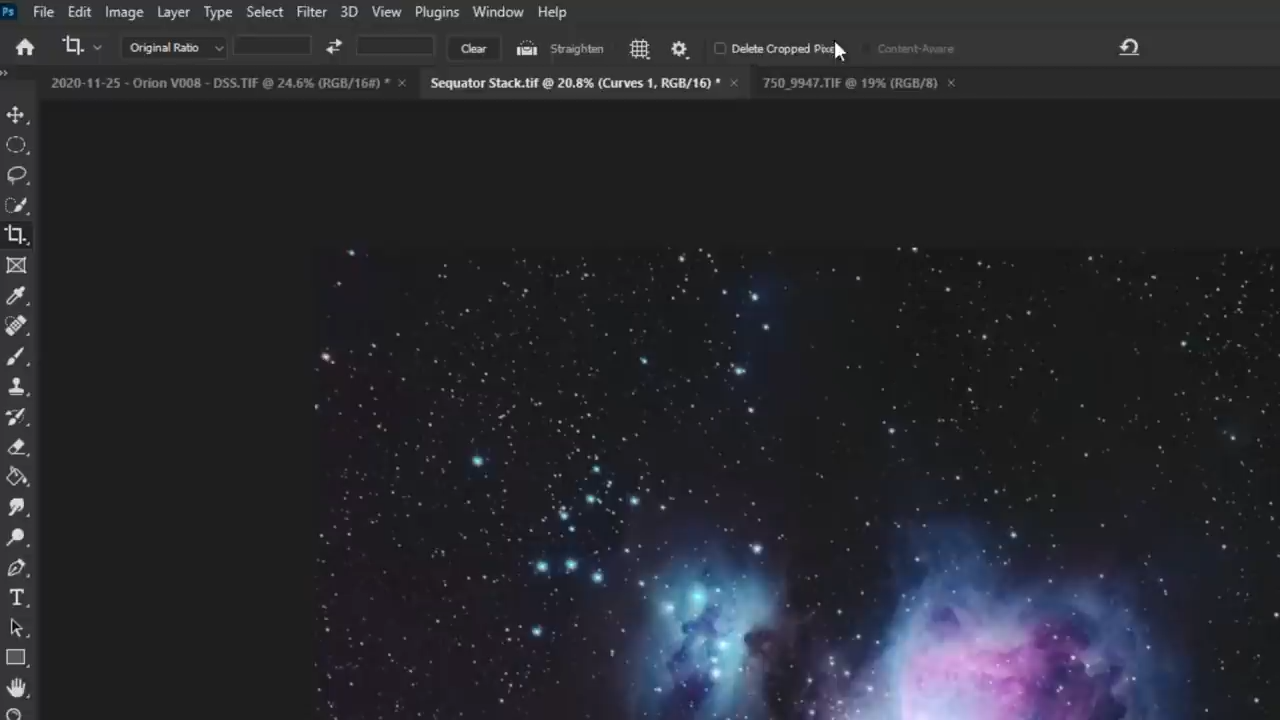 Ps File Edit Image Layer Type Select Filter 3D View Plugins Window Help
Original Ratio Clear Straighten Delete Cropped Content-Aware
2020-11-25 - Orion V008 - DSS.TIF @ 24.6% (RGB/16#) * × Sequator Stack.tif @ 20.8% (Curves 1, RGB/16) * × 750_9947.TIF @ 19% (RGB/8) ×
T